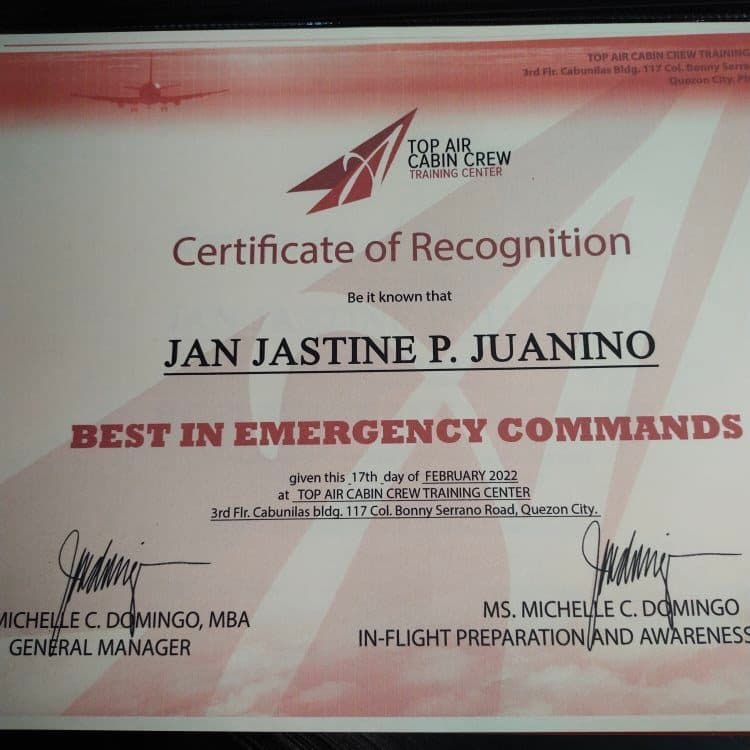 TOP AIR CABIN CREW TRAINING
3rd Flr. Cabunilas Bldg. 117 Col. Bonny Serra
Quezon City, Ph
TOP AIR
CABIN CREW
TRAINING CENTER
Certificate of Recognition
Be it known that
JAN JASTINE P. JUANINO
BEST IN EMERGENCY COMMANDS
given this 17th day of FEBRUARY 2022
at TOP AIR CABIN CREW TRAINING CENTER
3rd Flr. Cabunilas bldg. 117 Col. Bonny Serrano Road, Quezon City.
MICHELLE C. DOMINGO, MBA
GENERAL MANAGER
MS. MICHELLE C. DOMINGO
IN-FLIGHT PREPARATION AND AWARENESS